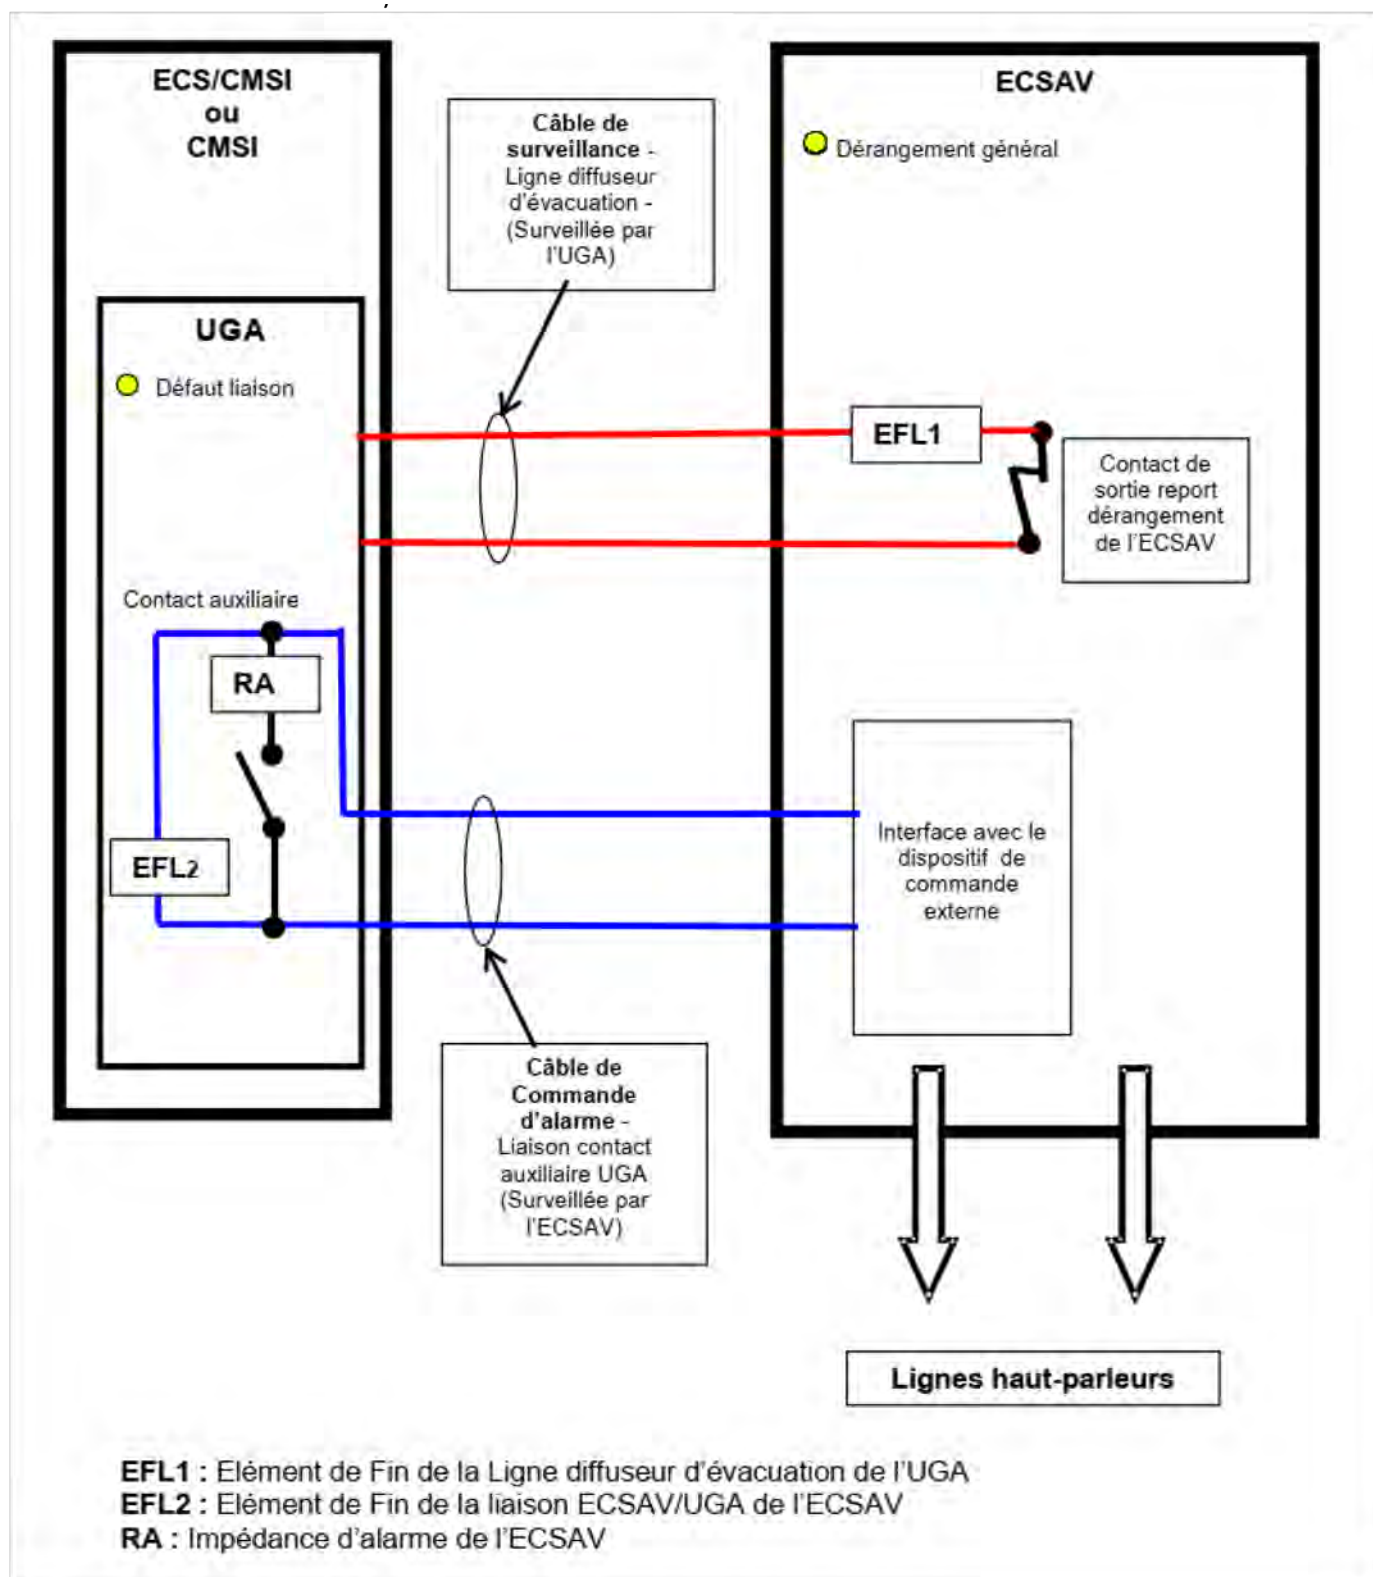 ECS/CMSI
ou
CMSI
ECSAV
Dérangement général
Câble de
surveillance -
Ligne diffuseur
d'évacuation -
(Surveillée par
l'UGA)
UGA
Défaut liaison
EFL1
Contact de
sortie report
dérangement
de l'ECSAV
Contact auxiliaire
RA
EFL2
Interface avec le
dispositif de
commande
externe
Câble de
Commande
d'alarme -
Liaison contact
auxiliaire UGA
(Surveillée par
l'ECSAV)
Lignes haut-parleurs
EFL1 : Elément de Fin de la Ligne diffuseur d'évacuation de l'UGA
EFL2 : Elément de Fin de la liaison ECSAV/UGA de l'ECSAV
RA : Impédance d'alarme de l'ECSAV